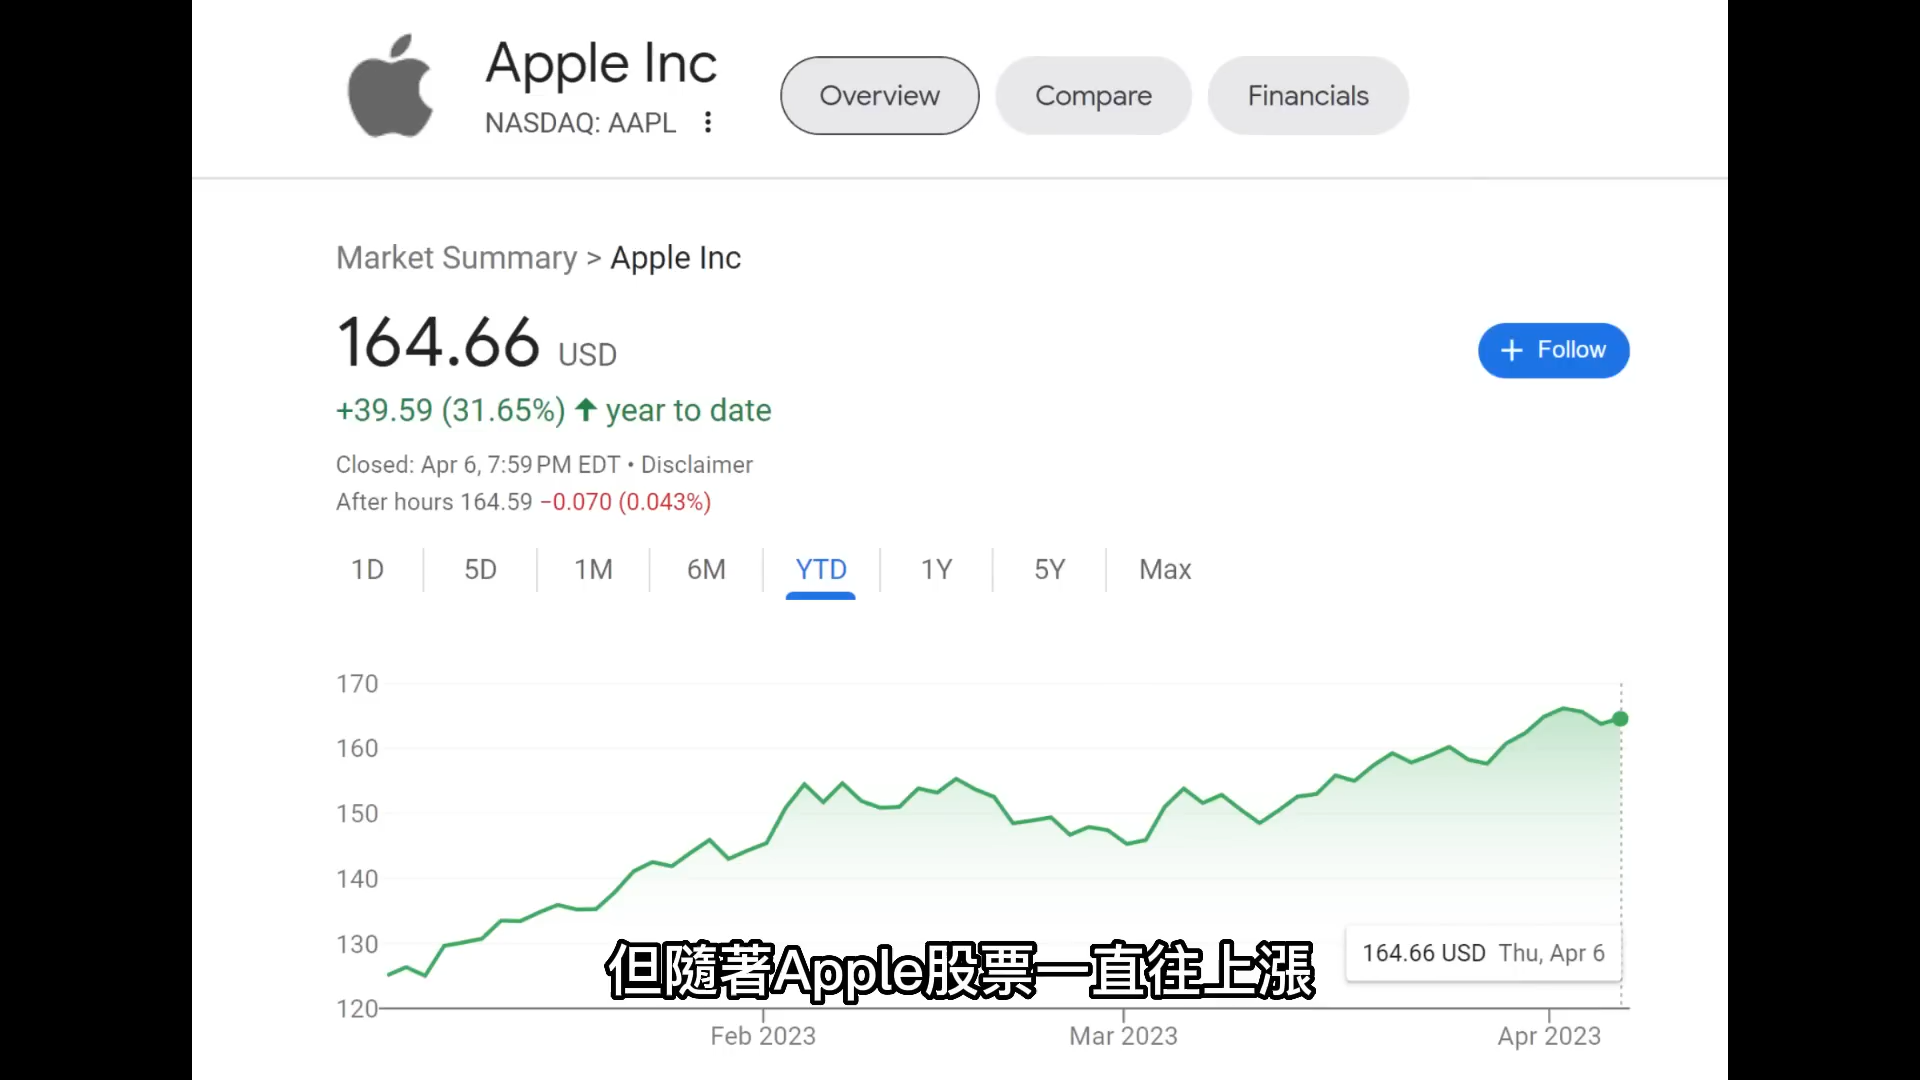 Apple Inc
NASDAQ: AAPL
Overview
Compare
Financials
Market Summary > Apple Inc
164.66 USD
+39.59 (31.65%) ↑ year to date
+ Follow
Closed: Apr 6, 7:59 PM EDT • Disclaimer
After hours 164.59 −0.070 (0.043%)
1D
5D
1M
6M
YTD
1Y
5Y
Max
170
160
150
140
130
120
164.66 USD Thu, Apr 6
但隨著Apple股票一直往上漲
Feb 2023
Mar 2023
Apr 2023